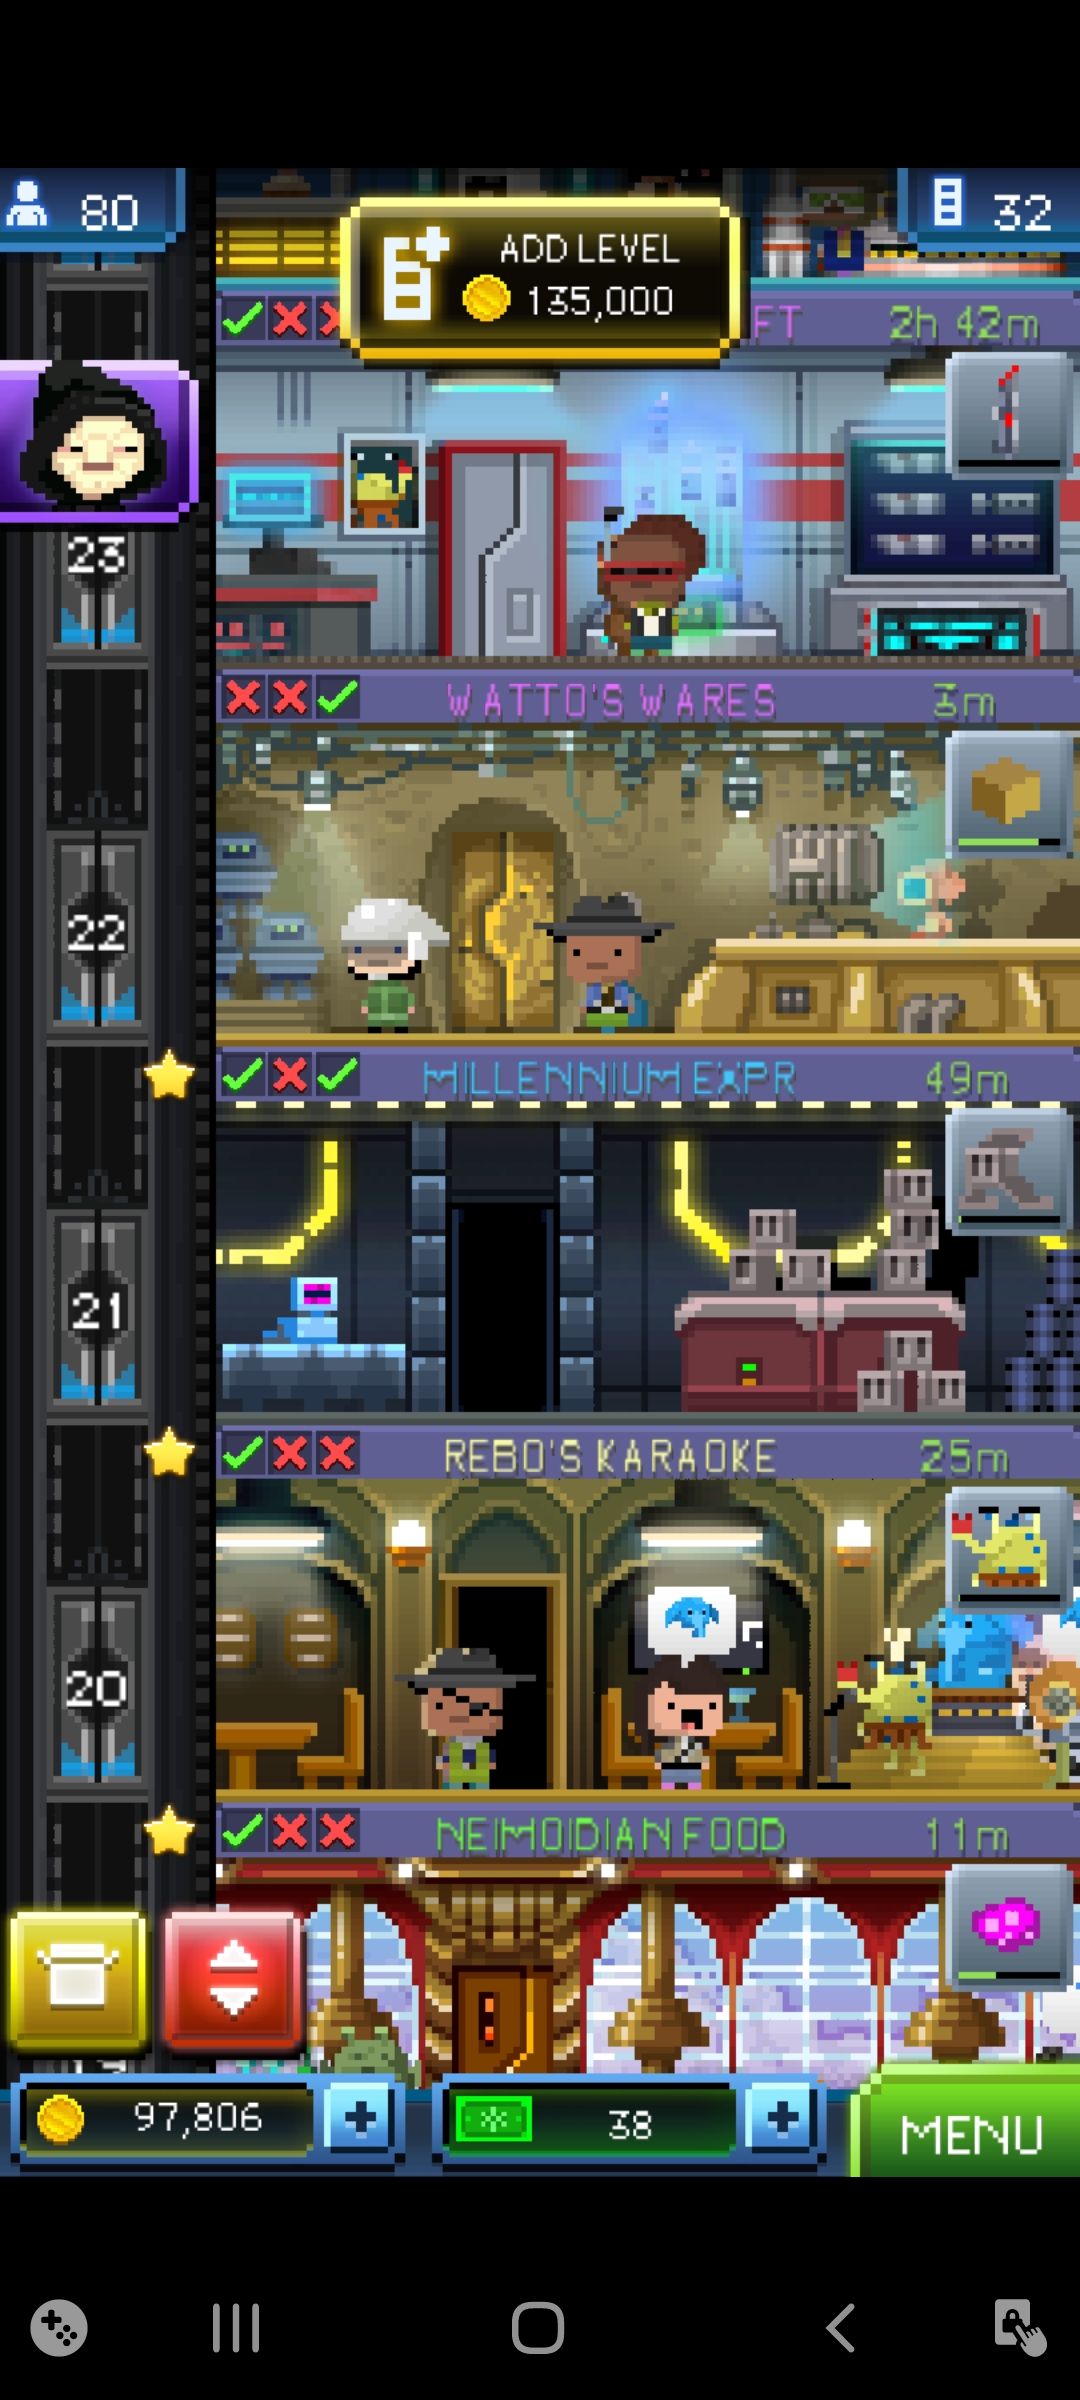 80
ADD LEVEL
135,000
32
FT
2h 42m
23
WATTO'S WARES
3m
22
MILLENNIUM EXPR
49m
21
REBO'S KARAOKE
25m
20
NEIMOIDIAN FOOD
11m
97,806
38
MENU